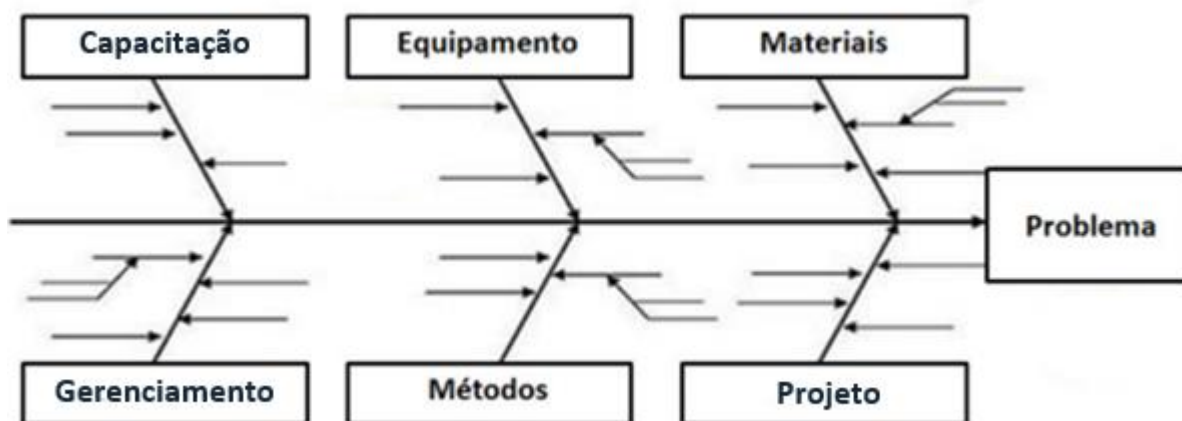 Capacitação
Equipamento
Materiais
Problema
Gerenciamento
Métodos
Projeto